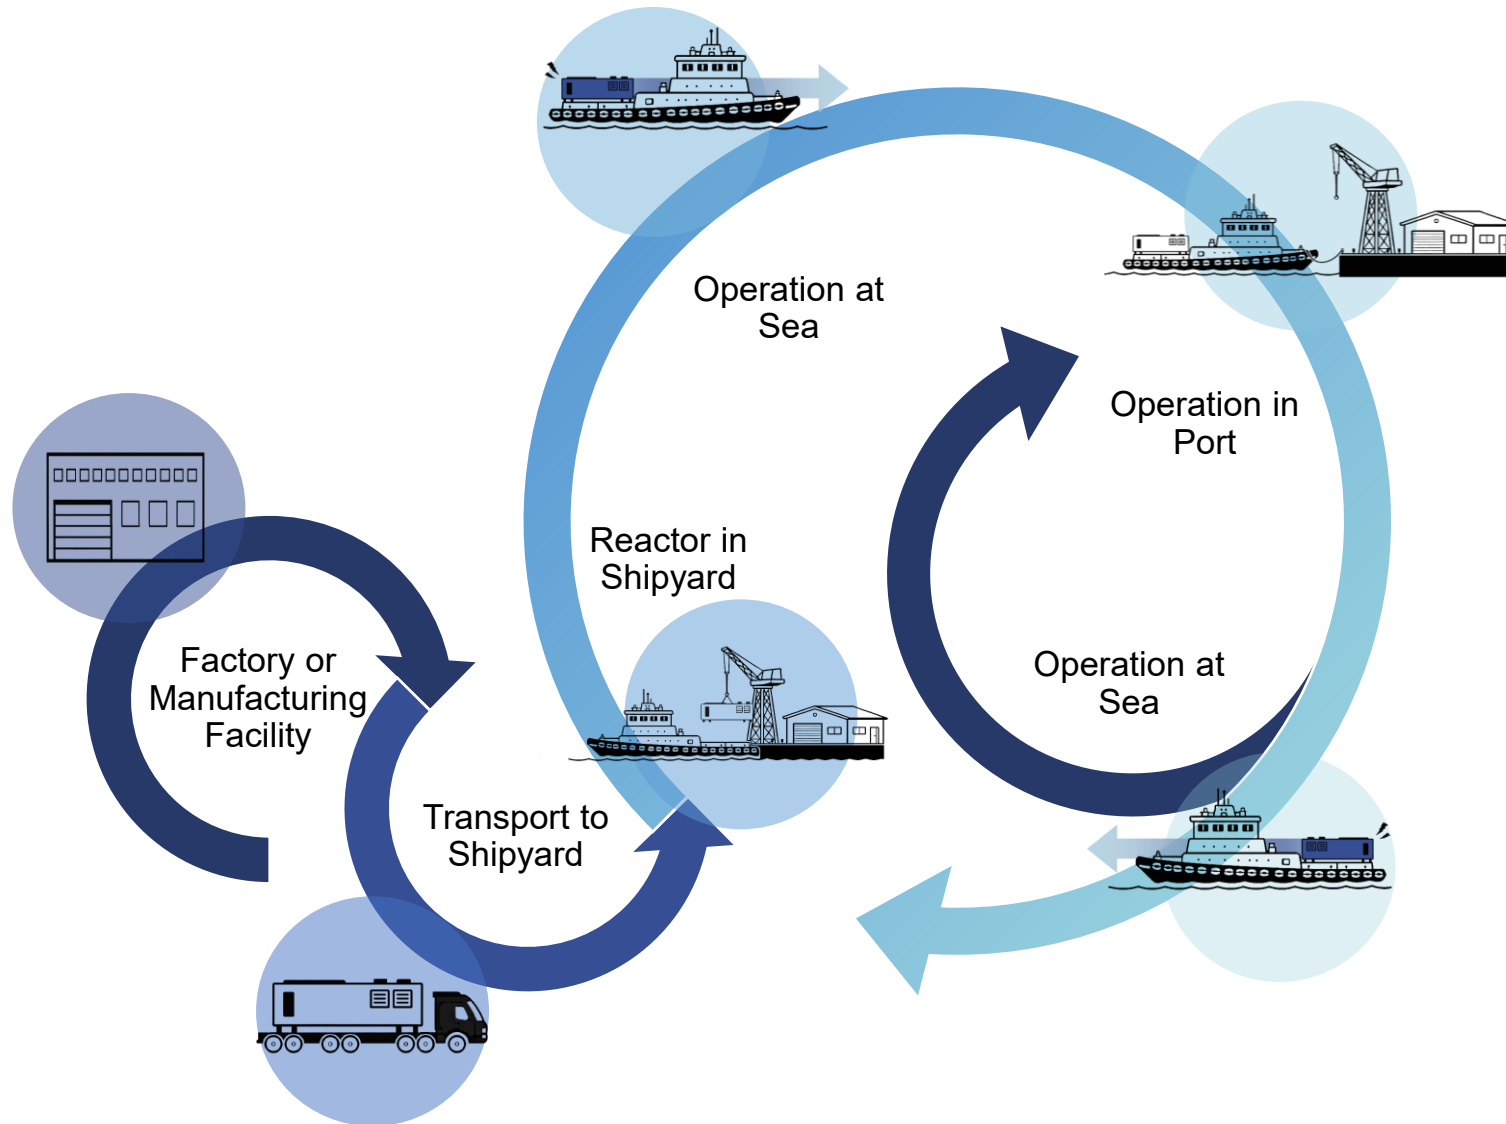 Operation at
Sea
Operation in
Port
Reactor in
Shipyard
Factory or
Manufacturing
Facility
Operation at
Sea
Transport to
Shipyard